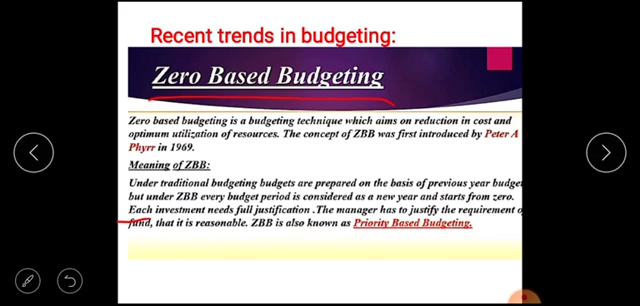 Recent trends in budgeting:
Zero Based Budgeting
Zero based budgeting is a budgeting technique which aims on reduction in cost and
optimum utilization of resources. The concept of ZBB was first introduced by Peter A
Phyrr in 1969.
Meaning of ZBB:
Under traditional budgeting budgets are prepared on the basis of previous year budge
but under ZBB every budget period is considered as a new year and starts from zero.
Each investment needs full justification .The manager has to justify the requirement o
fund, that it is reasonable. ZBB is also known as Priority Based Budgeting.